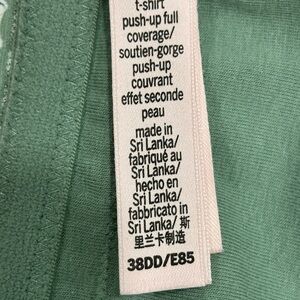 t-shirt
push-up full
coverage/
soutien-gorge
push-up
couvrant
effet seconde
peau
made in
Sri Lanka/
fabriqué au
Sri Lanka/
hecho en
Sri Lanka/
fabbricato in
Sri Lanka/ 斯
里兰卡制造
38DD/E85